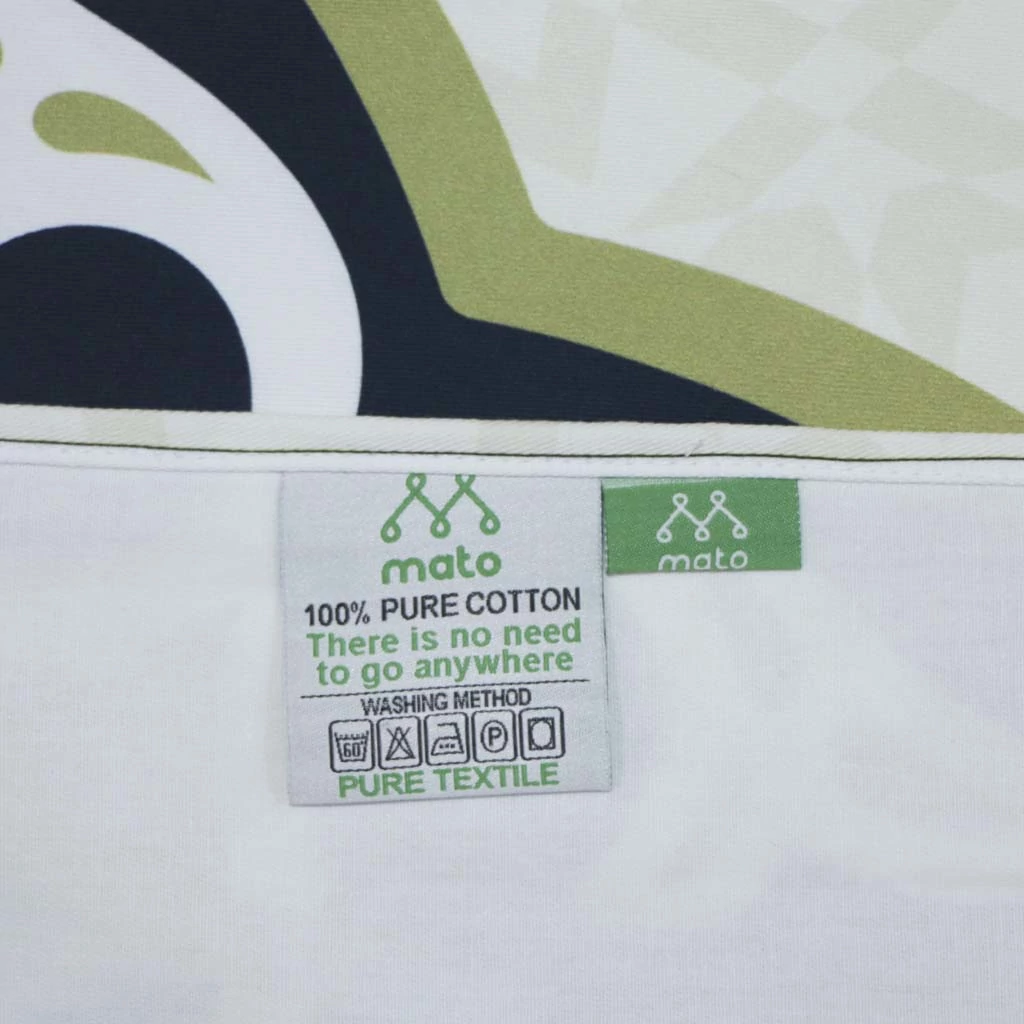 mato
100% PURE COTTON
There is no need
to go anywhere
WASHING METHOD
60°
P
PURE TEXTILE
mato